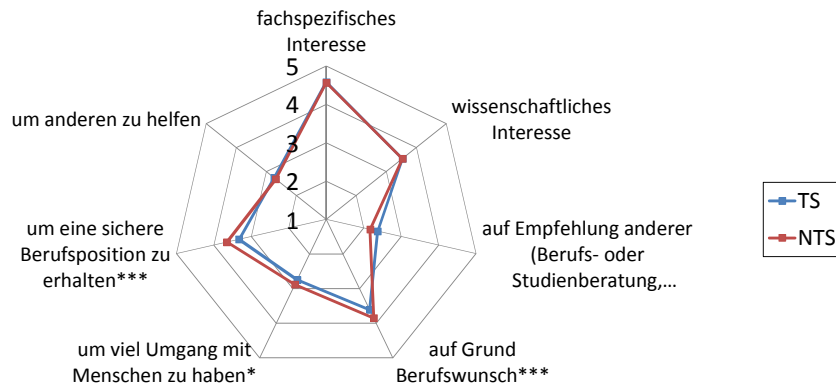 fachspezifisches
Interesse
wissenschaftliches
Interesse
auf Empfehlung anderer
(Berufs- oder
Studienberatung,...
auf Grund
Berufswunsch***
um viel Umgang mit
Menschen zu haben*
um eine sichere
Berufsposition zu
erhalten***
um anderen zu helfen
5
4
3
2
1
TS
NTS